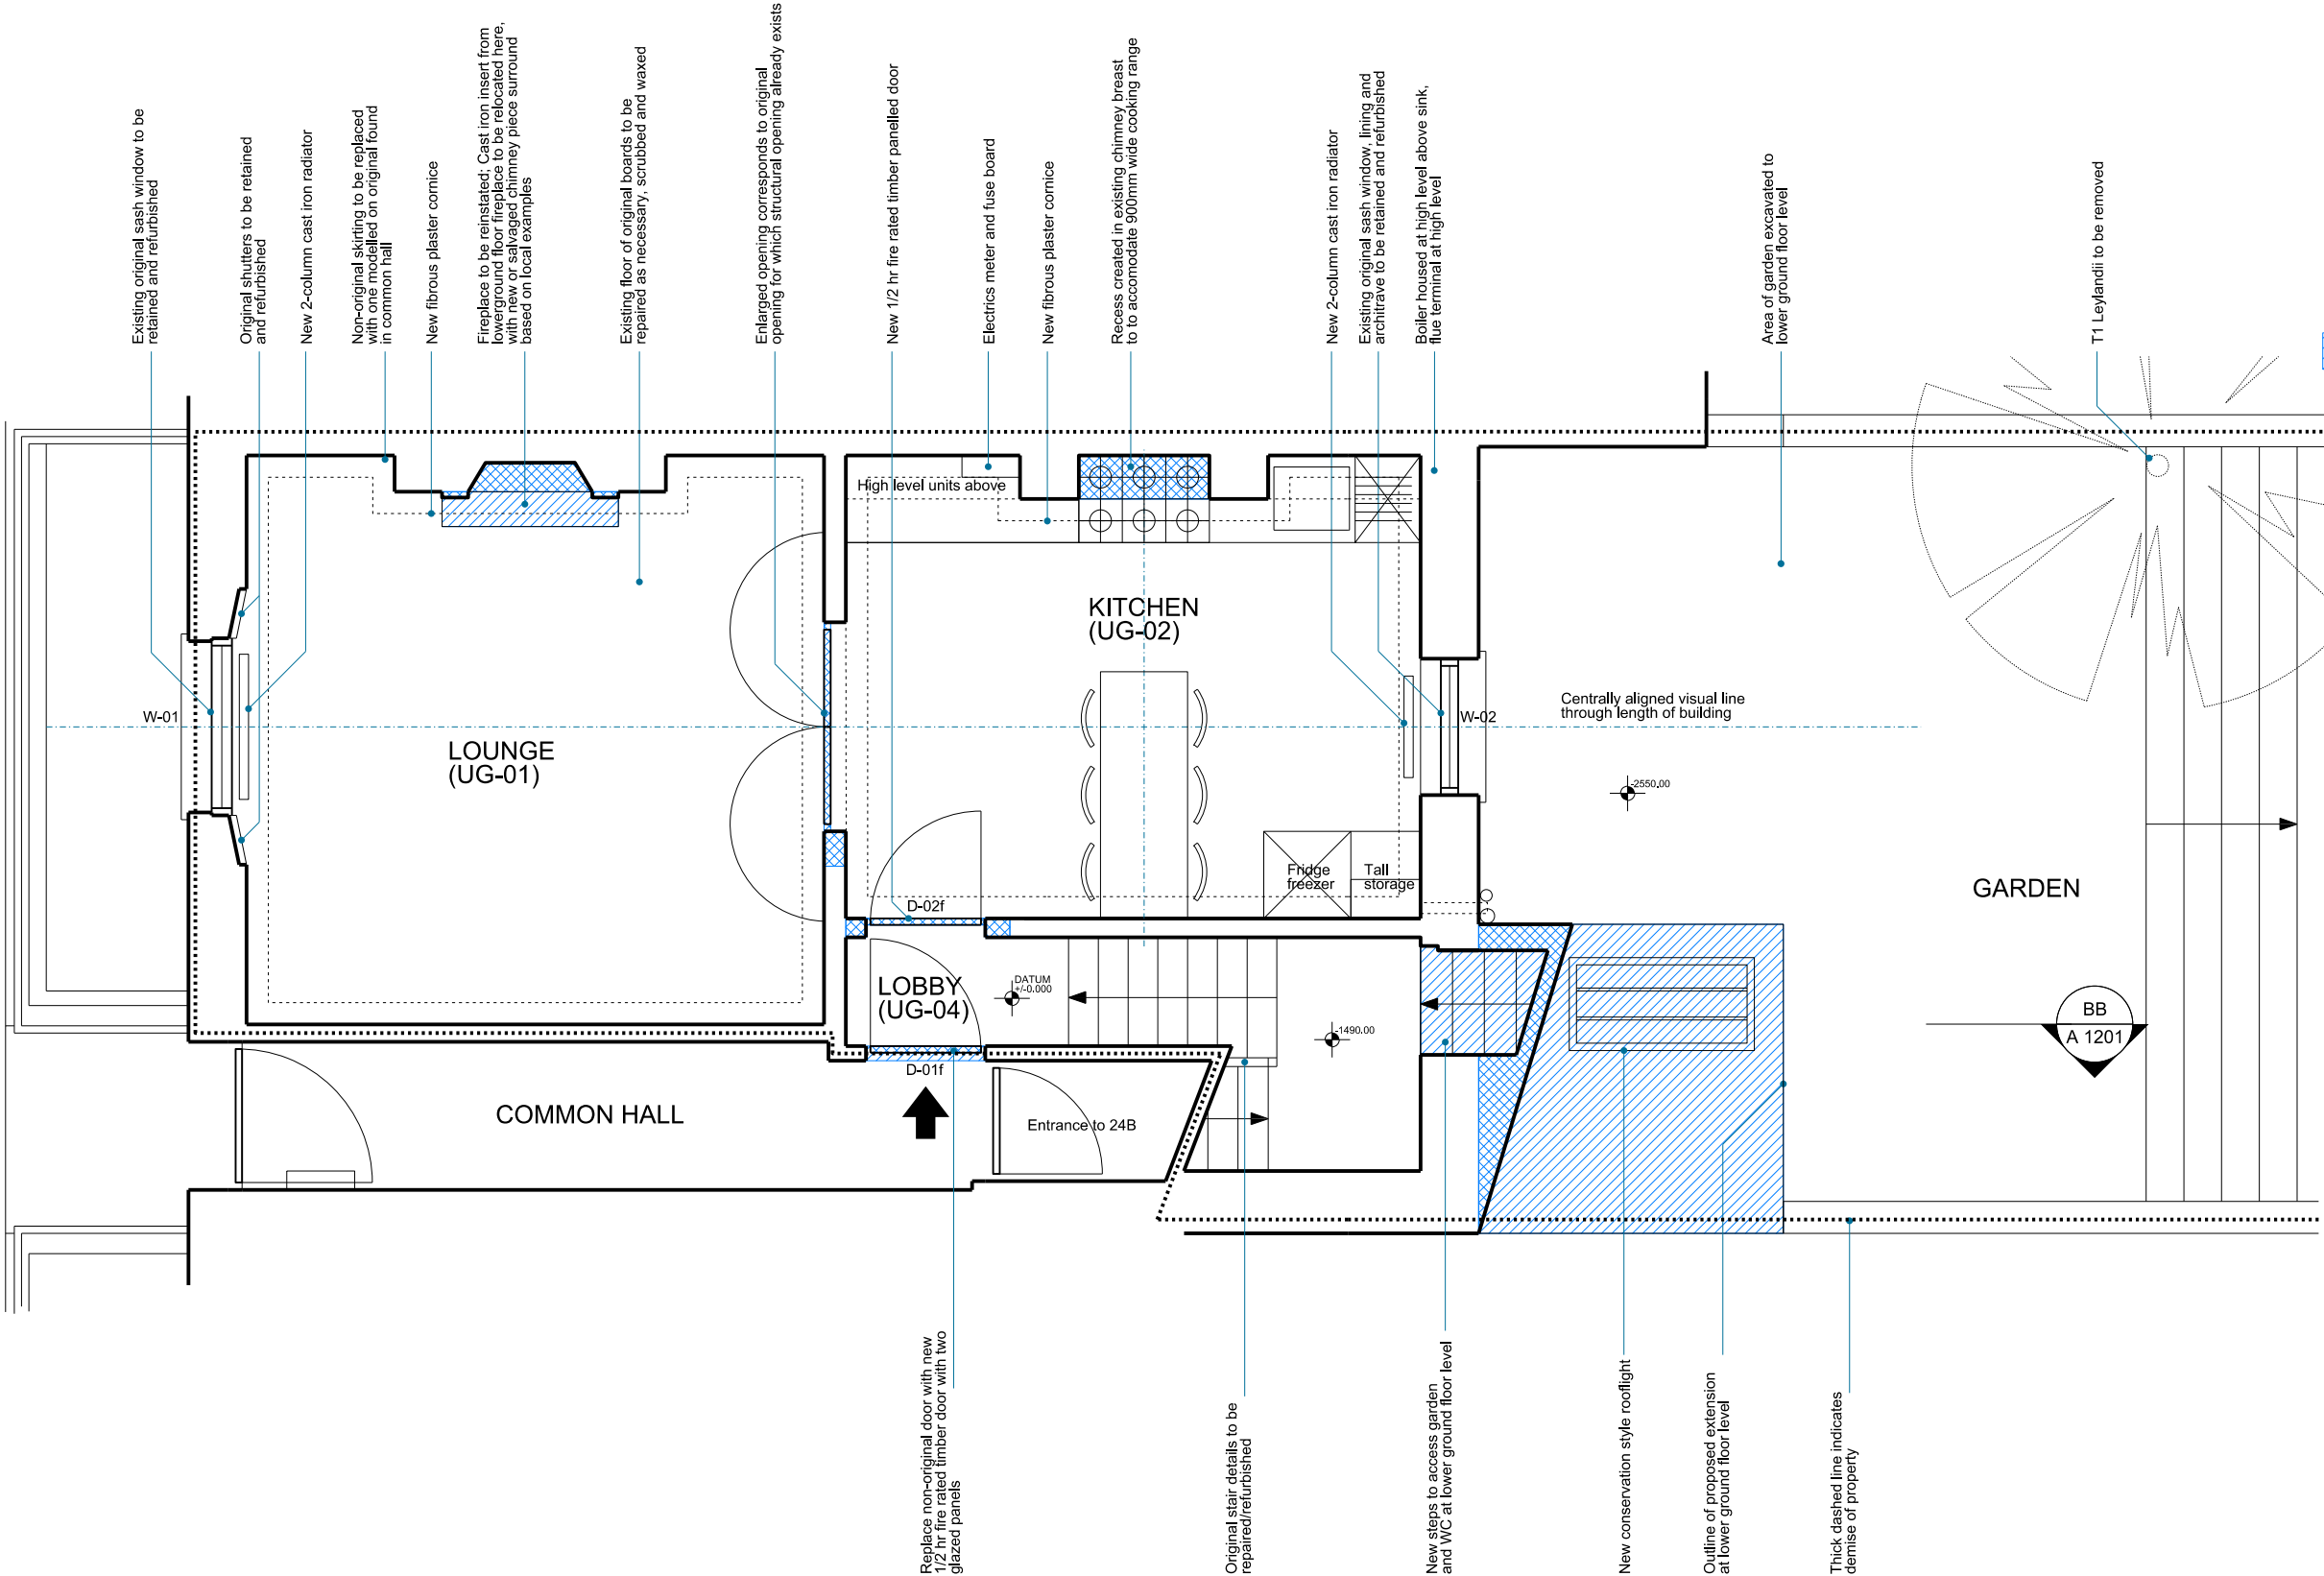 Existing original sash window to be
retained and refurbished
Original shutters to be retained
and refurbished
New 2-column cast iron radiator
Non-original skirting to be replaced
with one modelled on original found
in common hall
New fibrous plaster cornice
Fireplace to be reinstated; Cast iron insert from
lowerground floor fireplace to be relocated here,
with new or salvaged chimney piece surround
based on local examples
Existing floor of original boards to be
repaired as necessary, scrubbed and waxed
Enlarged opening corresponds to original
opening for which structural opening already exists
New 1/2 hr fire rated timber panelled door
Electrics meter and fuse board
New fibrous plaster cornice
Recess created in existing chimney breast
to to accomodate 900mm wide cooking range
New 2-column cast iron radiator
Existing original sash window, lining and
architrave to be retained and refurbished
Boiler housed at high level above sink,
flue terminal at high level
Area of garden excavated to
lower ground floor level
T1 Leylandii to be removed
High level units above
KITCHEN
(UG-02)
W-01
W-02
Centrally aligned visual line
through length of building
LOUNGE
(UG-01)
-2550.00
Fridge
freezer
Tall
storage
GARDEN
D-02f
LOBBY
(UG-04)
DATUM
+/-0.000
-1490.00
BB
A 1201
D-01f
COMMON HALL
Entrance to 24B
Replace non-original door with new
1/2 hr fire rated timber door with two
glazed panels
Original stair details to be
repaired/refurbished
New steps to access garden
and WC at lower ground floor level
New conservation style rooflight
Outline of proposed extension
at lower ground floor level
Thick dashed line indicates
demise of property